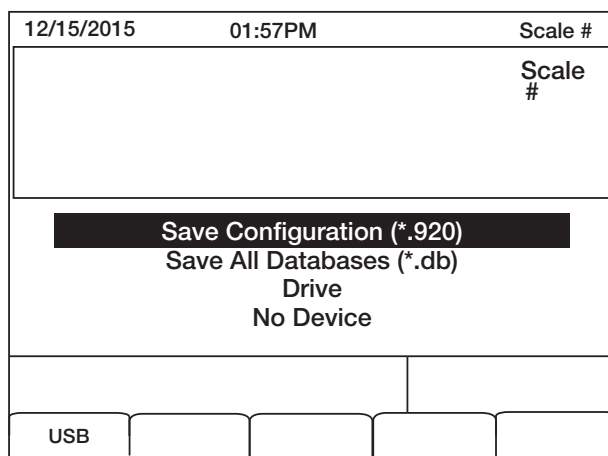 12/15/2015 01:57PM Scale #
Scale
#
Save Configuration (*.920)
Save All Databases (*.db)
Drive
No Device
USB